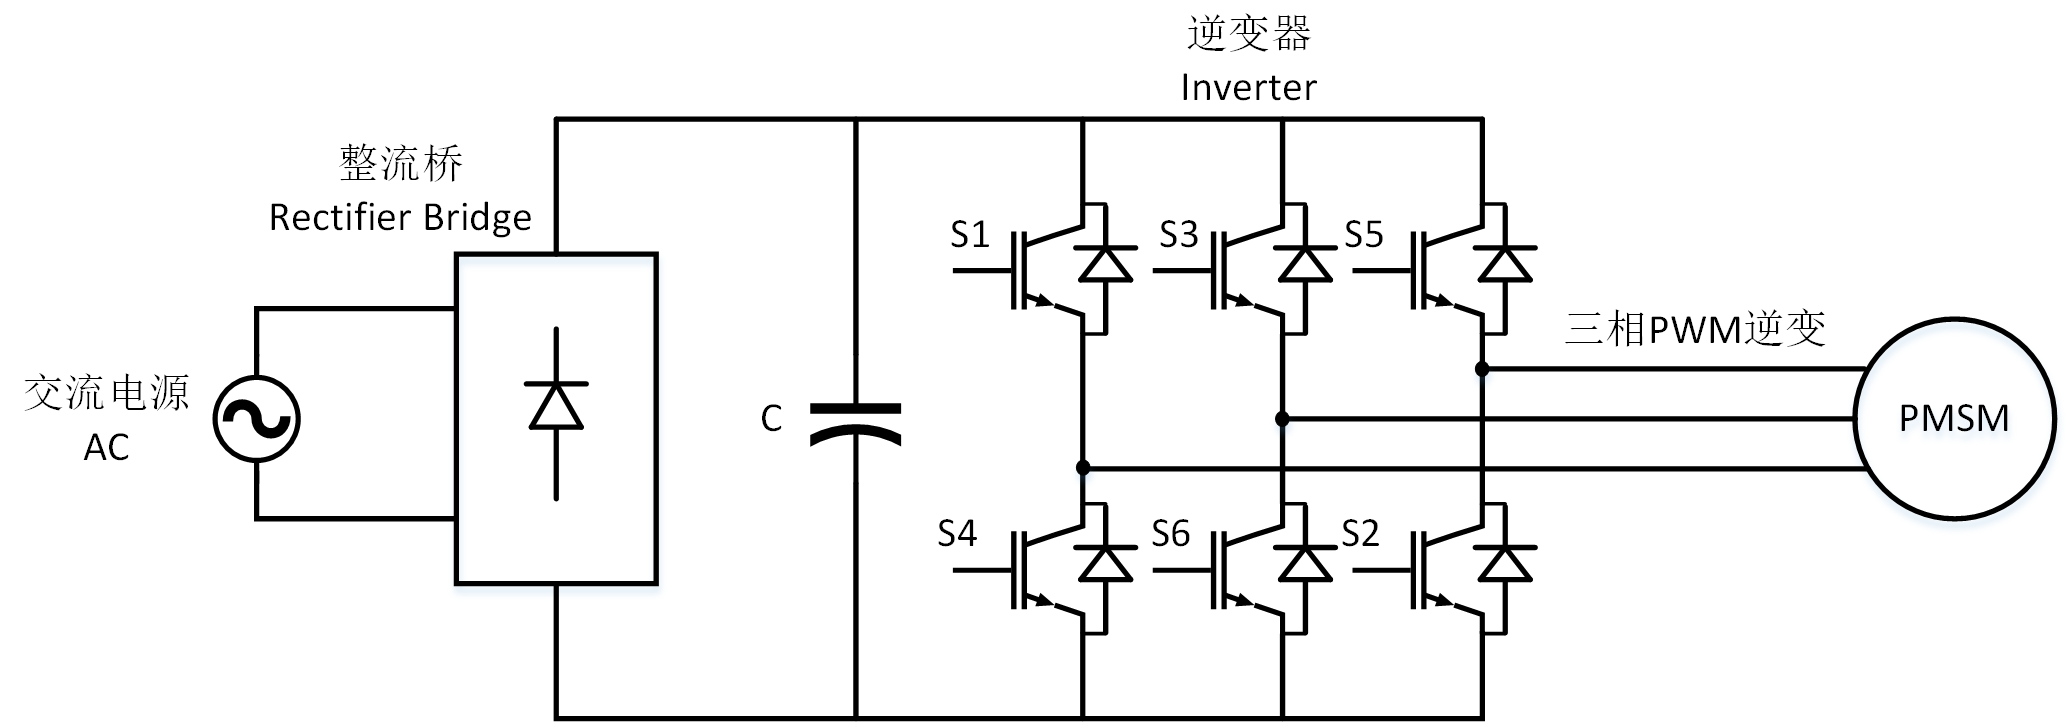 逆变器
Inverter
整流桥
Rectifier Bridge
S1
S3
S5
三相PWM逆变
交流电源
AC
C
PMSM
S4
S6
S2